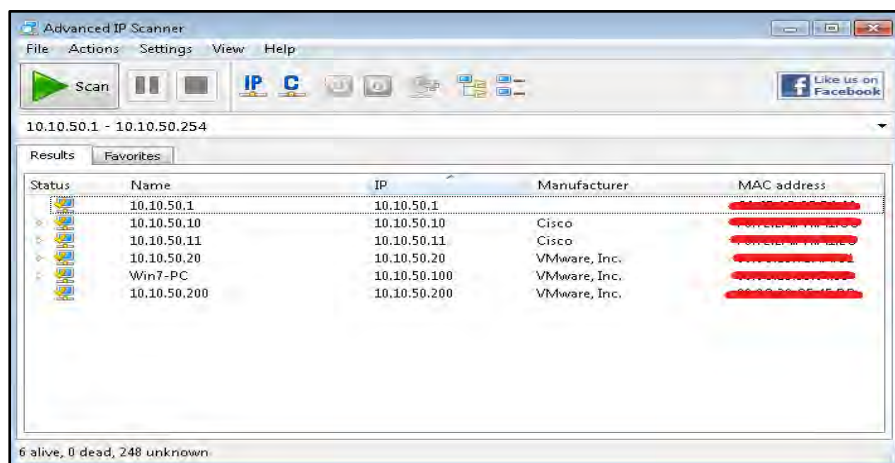 Advanced IP Scanner
File Actions Settings View Help
Scan IP C Like us on Facebook
10.10.50.1 - 10.10.50.254
Results Favorites
Status Name IP Manufacturer MAC address
10.10.50.1 10.10.50.1
10.10.50.10 10.10.50.10 Cisco
10.10.50.11 10.10.50.11 Cisco
10.10.50.20 10.10.50.20 VMware, Inc.
Win7-PC 10.10.50.100 VMware, Inc.
10.10.50.200 10.10.50.200 VMware, Inc.
6 alive, 0 dead, 248 unknown